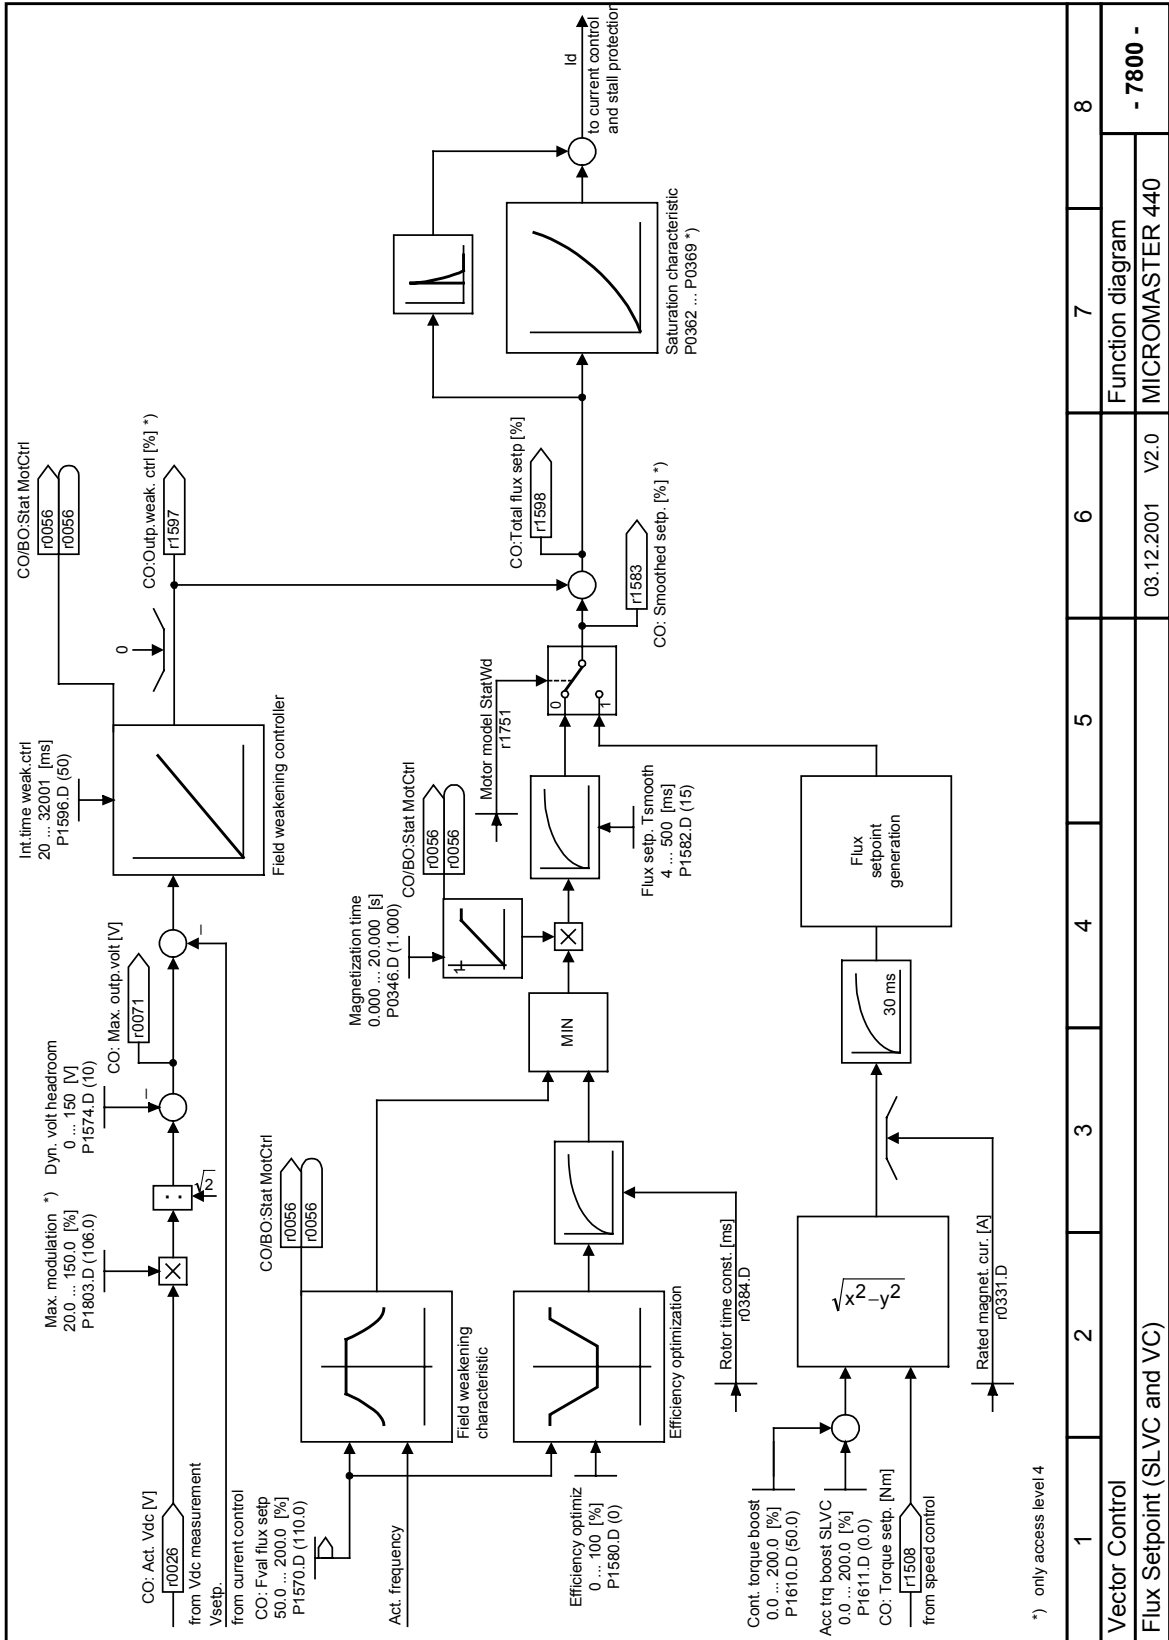 CO: Act. Vdc [V]
r0026
from Vdc measurement
Vsetp.
from current control
Max. modulation *)
20.0 ... 150.0 [%]
P1803.D (106.0)
√2
Dyn. volt headroom
0 ... 150 [V]
P1574.D (10)
–
CO: Max. outp.volt [V]
r0071
–
Int.time weak.ctrl
20 ... 32001 [ms]
P1596.D (50)
Field weakening controller
0
CO/BO:Stat MotCtrl
r0056
r0056
CO:Outp.weak. ctrl [%] *)
r1597
CO: Fval flux setp
50.0 ... 200.0 [%]
P1570.D (110.0)
Act. frequency
CO/BO:Stat MotCtrl
r0056
r0056
Field weakening
characteristic
Efficiency optimiz
0 ... 100 [%]
P1580.D (0)
Efficiency optimization
Rotor time const. [ms]
r0384.D
MIN
Magnetization time
0.000 ... 20.000 [s]
P0346.D (1.000)
1
CO/BO:Stat MotCtrl
r0056
r0056
Flux setp. Tsmooth
4 ... 500 [ms]
P1582.D (15)
Motor model StatWd
r1751
0
1
CO:Total flux setp [%]
r1598
r1583
CO: Smoothed setp. [%] *)
Saturation characteristic
P0362 ... P0369 *)
Id
to current control
and stall protection
Cont. torque boost
0.0 ... 200.0 [%]
P1610.D (50.0)
Acc trq boost SLVC
0.0 ... 200.0 [%]
P1611.D (0.0)
CO: Torque setp. [Nm]
r1508
from speed control
√x²–y²
Rated magnet. cur. [A]
r0331.D
30 ms
Flux
setpoint
generation
*) only access level 4
1 2 3 4 5 6 7 8
Vector Control
Flux Setpoint (SLVC and VC)
03.12.2001 V2.0
Function diagram
MICROMASTER 440
- 7800 -